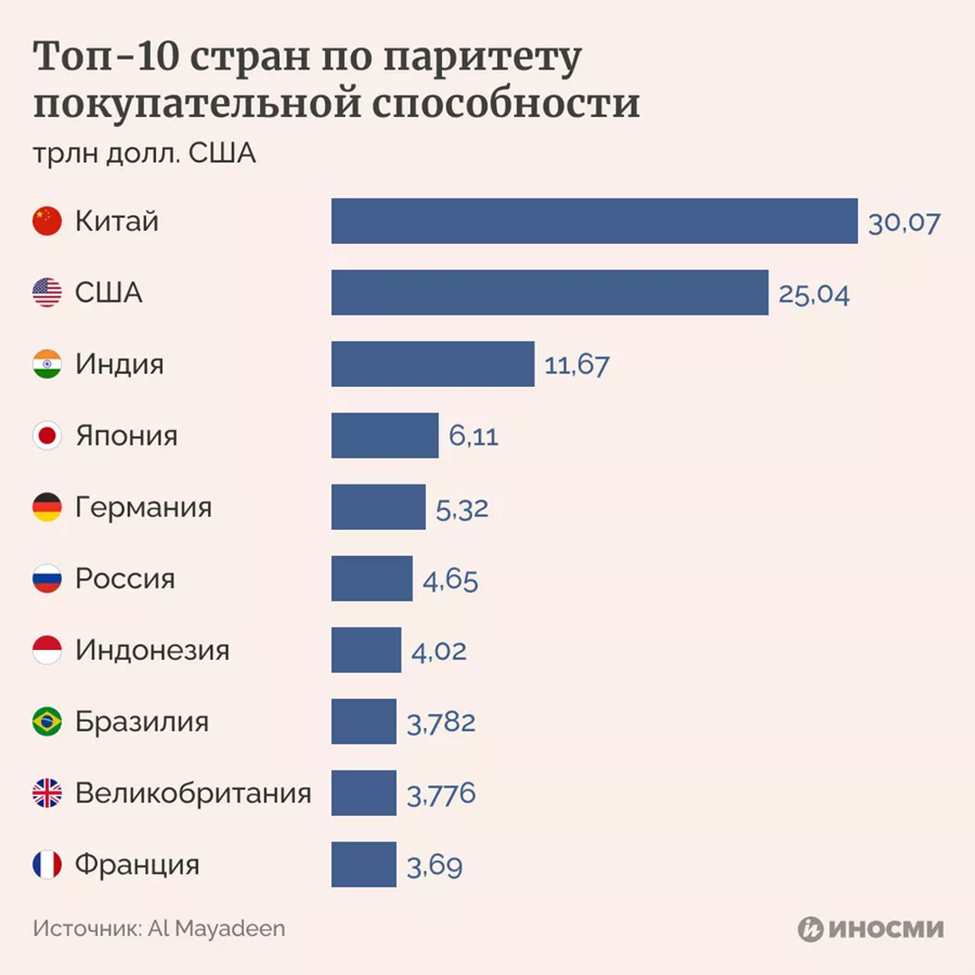 Топ-10 стран по паритету
покупательной способности
трлн долл. США
Китай 30,07
США 25,04
Индия 11,67
Япония 6,11
Германия 5,32
Россия 4,65
Индонезия 4,02
Бразилия 3,782
Великобритания 3,776
Франция 3,69
Источник: Al Mayadeen
ИНОСМИ